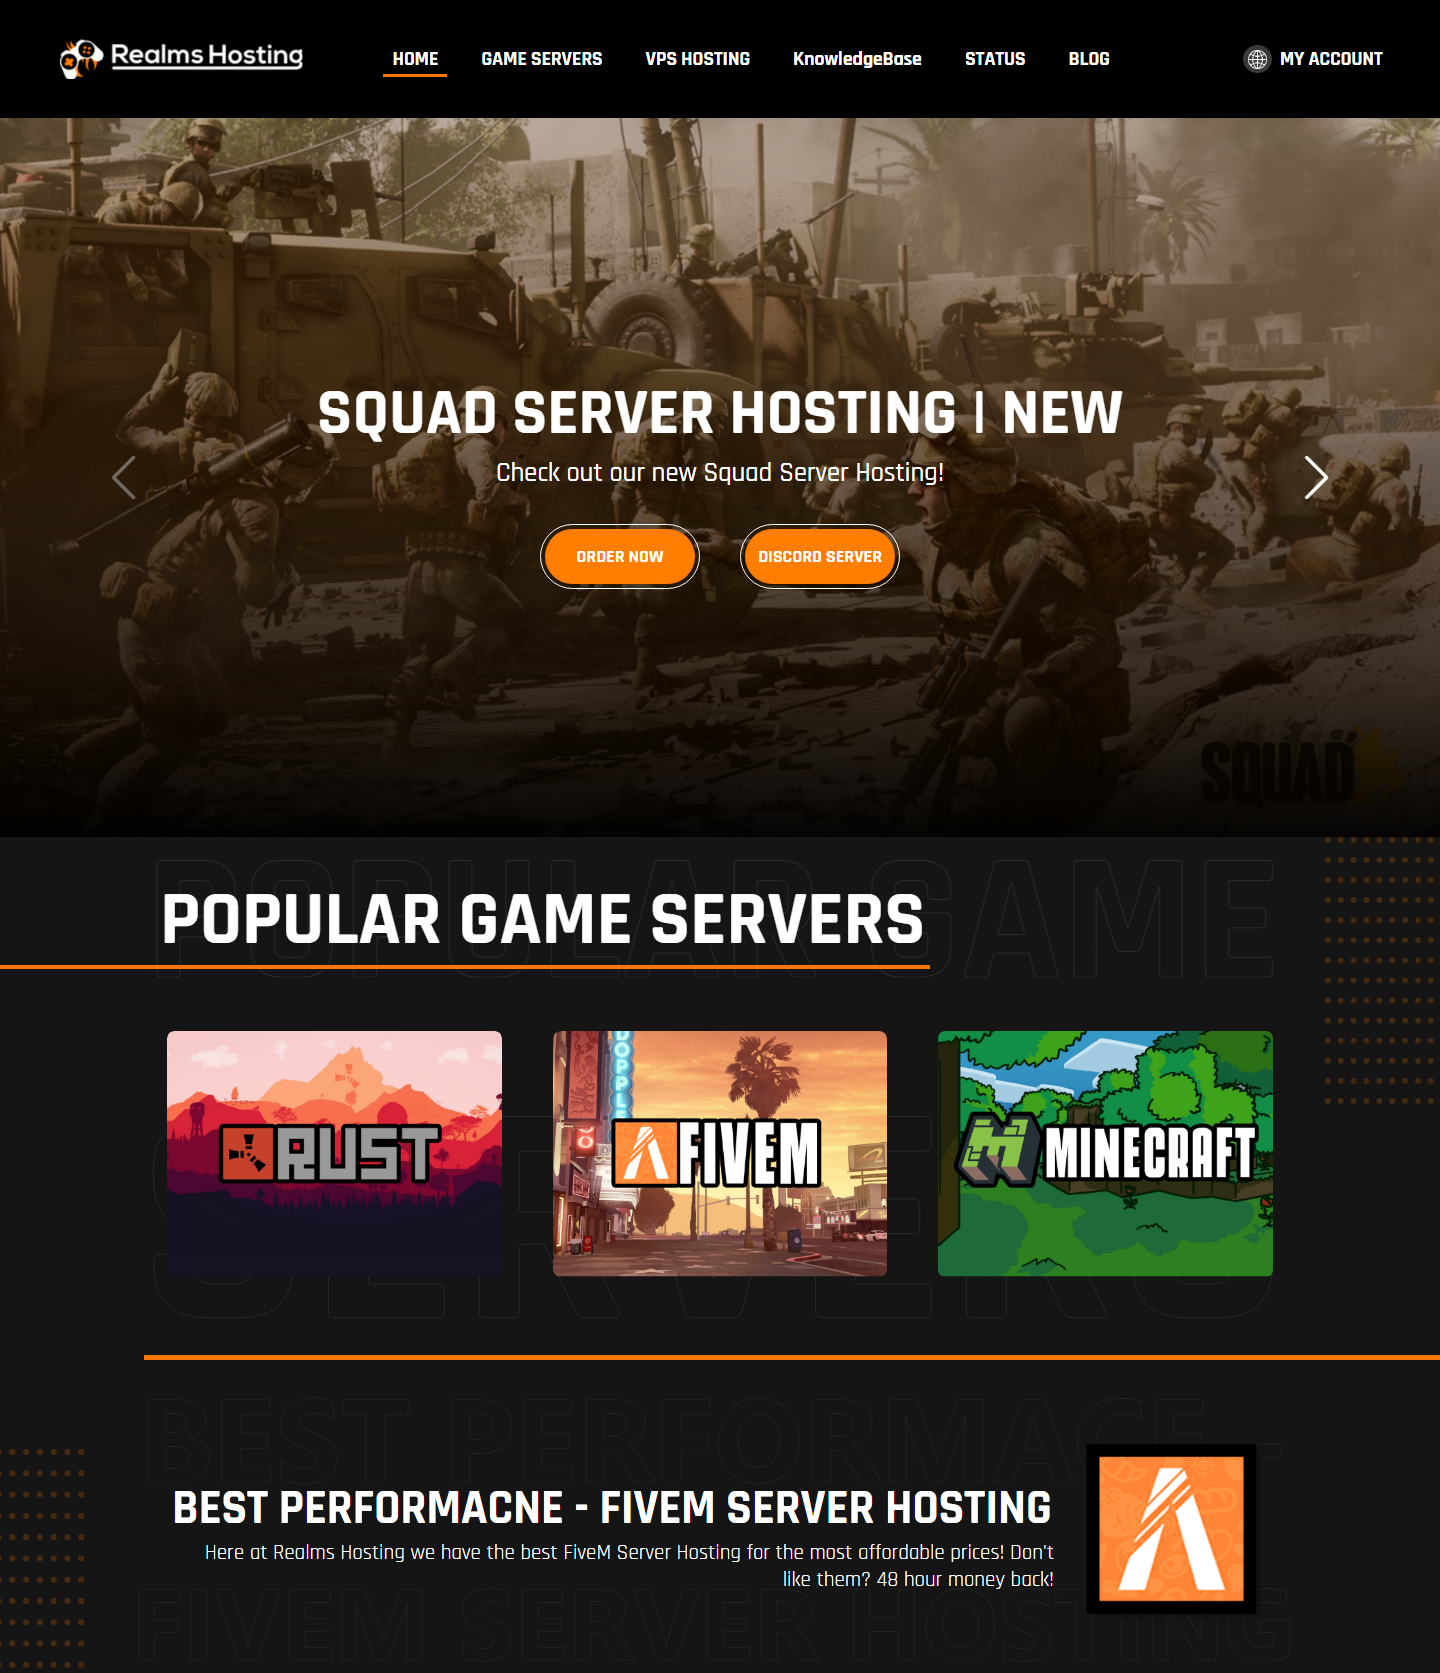 Realms Hosting
HOME
GAME SERVERS
VPS HOSTING
KnowledgeBase
STATUS
BLOG
MY ACCOUNT
SQUAD SERVER HOSTING | NEW
Check out our new Squad Server Hosting!
ORDER NOW
DISCORD SERVER
SQUAD
POPULAR GAME
POPULAR GAME SERVERS
DOPPLE
RUST
FIVEM
MINECRAFT
SERVERS
BEST PERFORMACE -
BEST PERFORMACNE - FIVEM SERVER HOSTING
Here at Realms Hosting we have the best FiveM Server Hosting for the most affordable prices! Don't
like them? 48 hour money back!
FIVEM SERVER HOSTING